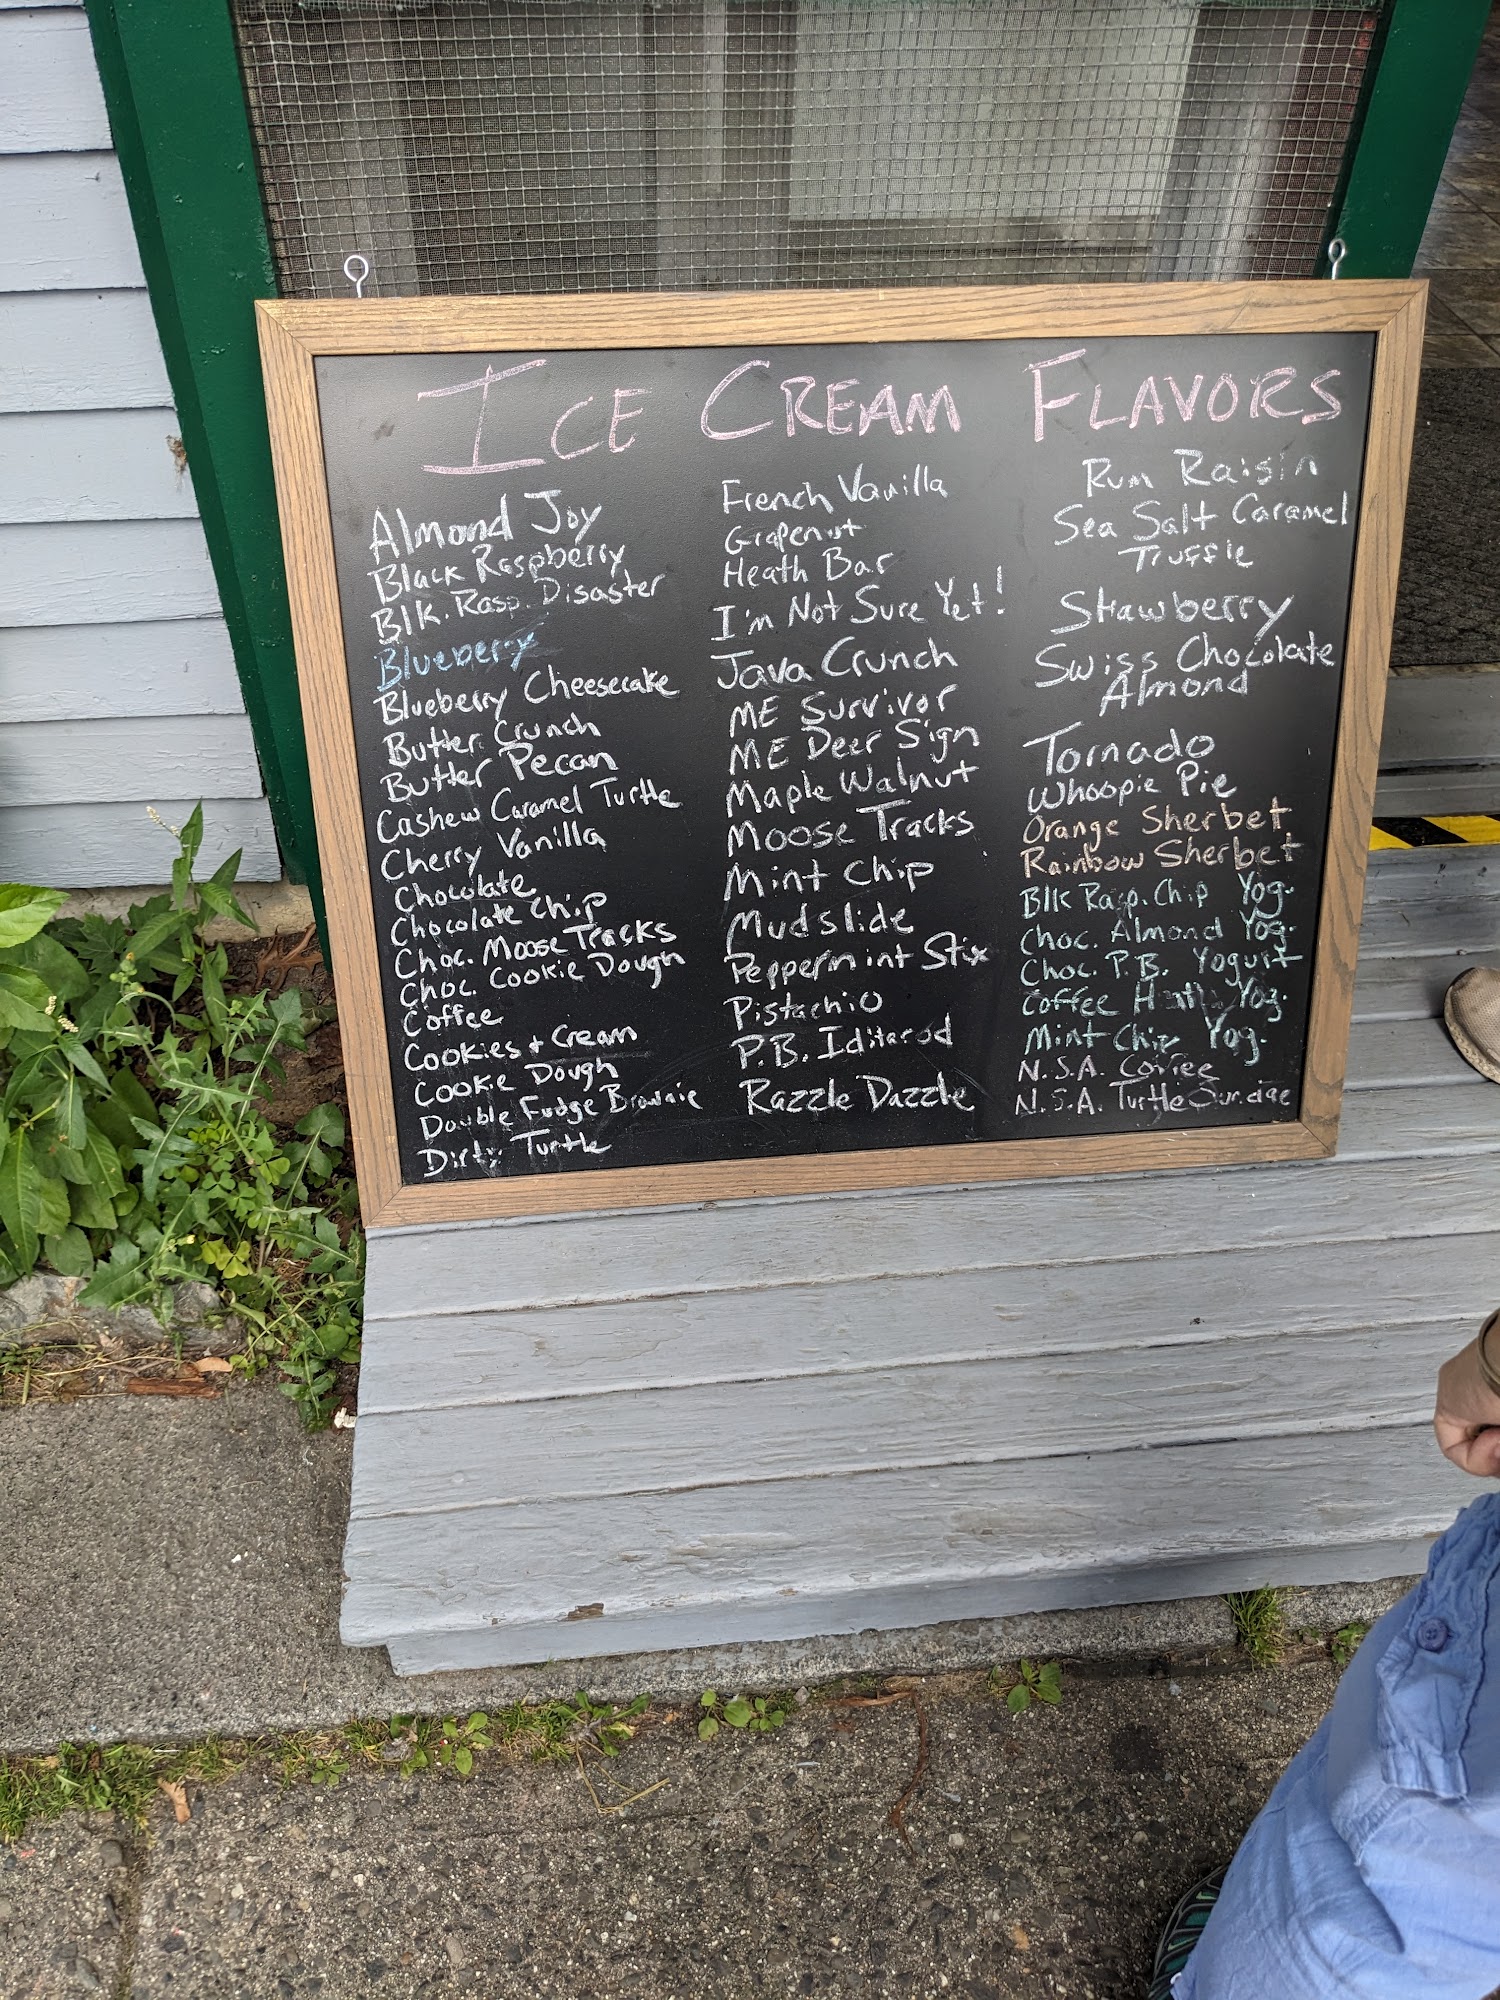 ICE CREAM FLAVORS
Almond Joy
Black Raspberry
Blk. Rasp. Disaster
Blueberry
Blueberry Cheesecake
Butter Crunch
Butter Pecan
Cashew Caramel Turtle
Cherry Vanilla
Chocolate
Chocolate Chip
Choc. Moose Tracks
Choc. Cookie Dough
Coffee
Cookies + Cream
Cookie Dough
Double Fudge Brownie
Dirty Turtle
French Vanilla
Grapenut
Heath Bar
I'm Not Sure Yet!
Java Crunch
ME Survivor
ME Deer Sign
Maple Walnut
Moose Tracks
Mint Chip
Mudslide
Peppermint Stix
Pistachio
P.B. Iditarod
Razzle Dazzle
Rum Raisin
Sea Salt Caramel
Truffle
Strawberry
Swiss Chocolate
Almond
Tornado
Whoopie Pie
Orange Sherbet
Rainbow Sherbet
Blk Rasp. Chip Yog.
Choc. Almond Yog.
Choc. P.B. Yogurt
Coffee Heath Yog.
Mint Chip Yog.
N.S.A. Coffee
N.S.A. Turtle Sundae